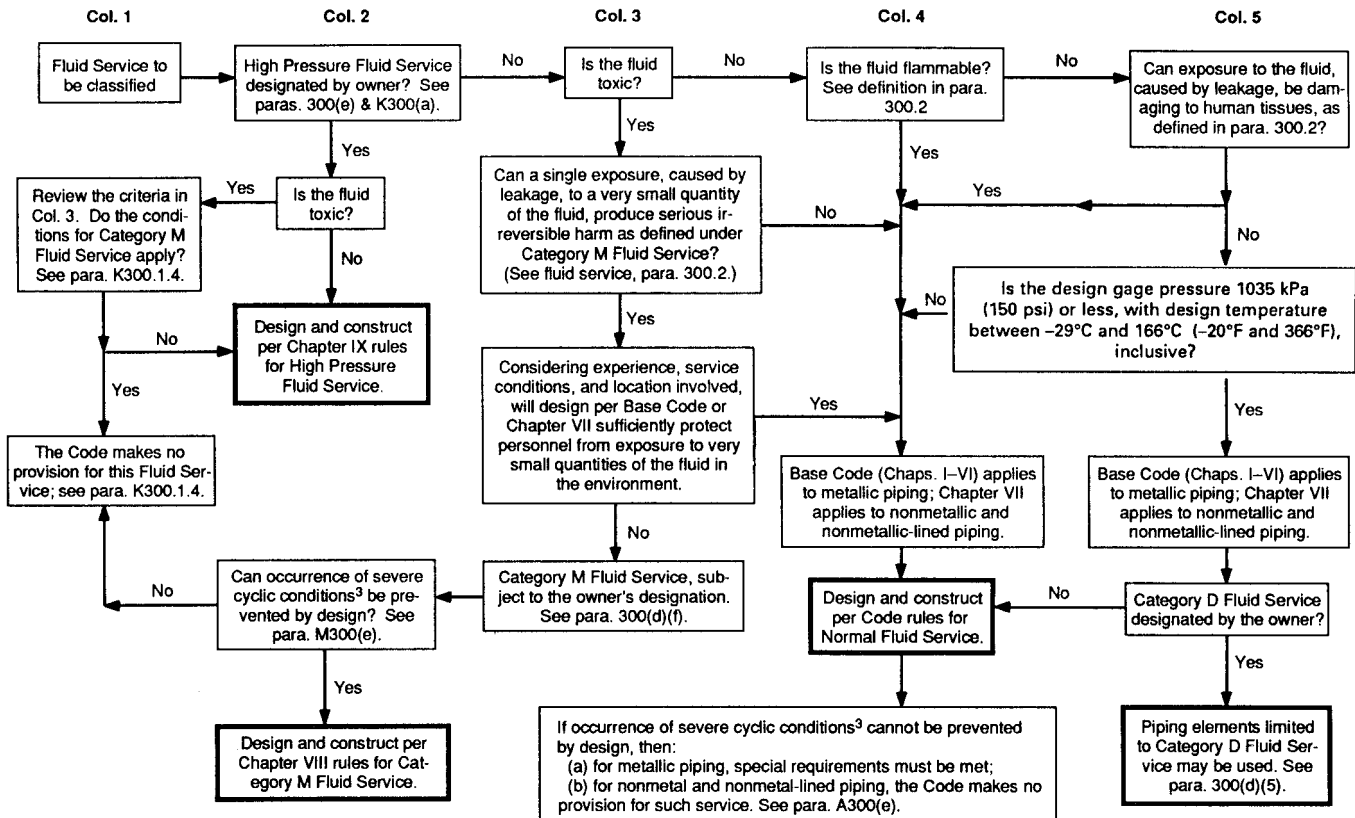 Col. 1
Col. 2
Col. 3
Col. 4
Col. 5
Fluid Service to
be classified
High Pressure Fluid Service
designated by owner? See
paras. 300(e) & K300(a).
No
Is the fluid
toxic?
No
Is the fluid flammable?
See definition in para.
300.2
No
Can exposure to the fluid,
caused by leakage, be dam-
aging to human tissues, as
defined in para. 300.2?
Yes
Yes
Yes
Review the criteria in
Col. 3. Do the condi-
tions for Category M
Fluid Service apply?
See para. K300.1.4.
Yes
Is the fluid
toxic?
Can a single exposure, caused by
leakage, to a very small quantity
of the fluid, produce serious ir-
reversible harm as defined under
Category M Fluid Service?
(See fluid service, para. 300.2.)
No
Yes
No
No
Design and construct
per Chapter IX rules
for High Pressure
Fluid Service.
No
Yes
Yes
No
Is the design gage pressure 1035 kPa
(150 psi) or less, with design temperature
between –29°C and 166°C (–20°F and 366°F),
inclusive?
Considering experience, service
conditions, and location involved,
will design per Base Code or
Chapter VII sufficiently protect
personnel from exposure to very
small quantities of the fluid in
the environment.
Yes
Yes
The Code makes no
provision for this Fluid Ser-
vice; see para. K300.1.4.
Base Code (Chaps. I–VI) applies
to metallic piping; Chapter VII
applies to nonmetallic and
nonmetallic-lined piping.
Base Code (Chaps. I–VI) applies
to metallic piping; Chapter VII
applies to nonmetallic and
nonmetallic-lined piping.
No
No
Can occurrence of severe
cyclic conditions³ be pre-
vented by design? See
para. M300(e).
Category M Fluid Service, sub-
ject to the owner's designation.
See para. 300(d)(f).
Design and construct
per Code rules for
Normal Fluid Service.
No
Category D Fluid Service
designated by the owner?
Yes
Yes
Design and construct per
Chapter VIII rules for Cat-
egory M Fluid Service.
If occurrence of severe cyclic conditions³ cannot be prevented
by design, then:
(a) for metallic piping, special requirements must be met;
(b) for nonmetal and nonmetal-lined piping, the Code makes no
provision for such service. See para. A300(e).
Piping elements limited
to Category D Fluid Ser-
vice may be used. See
para. 300(d)(5).